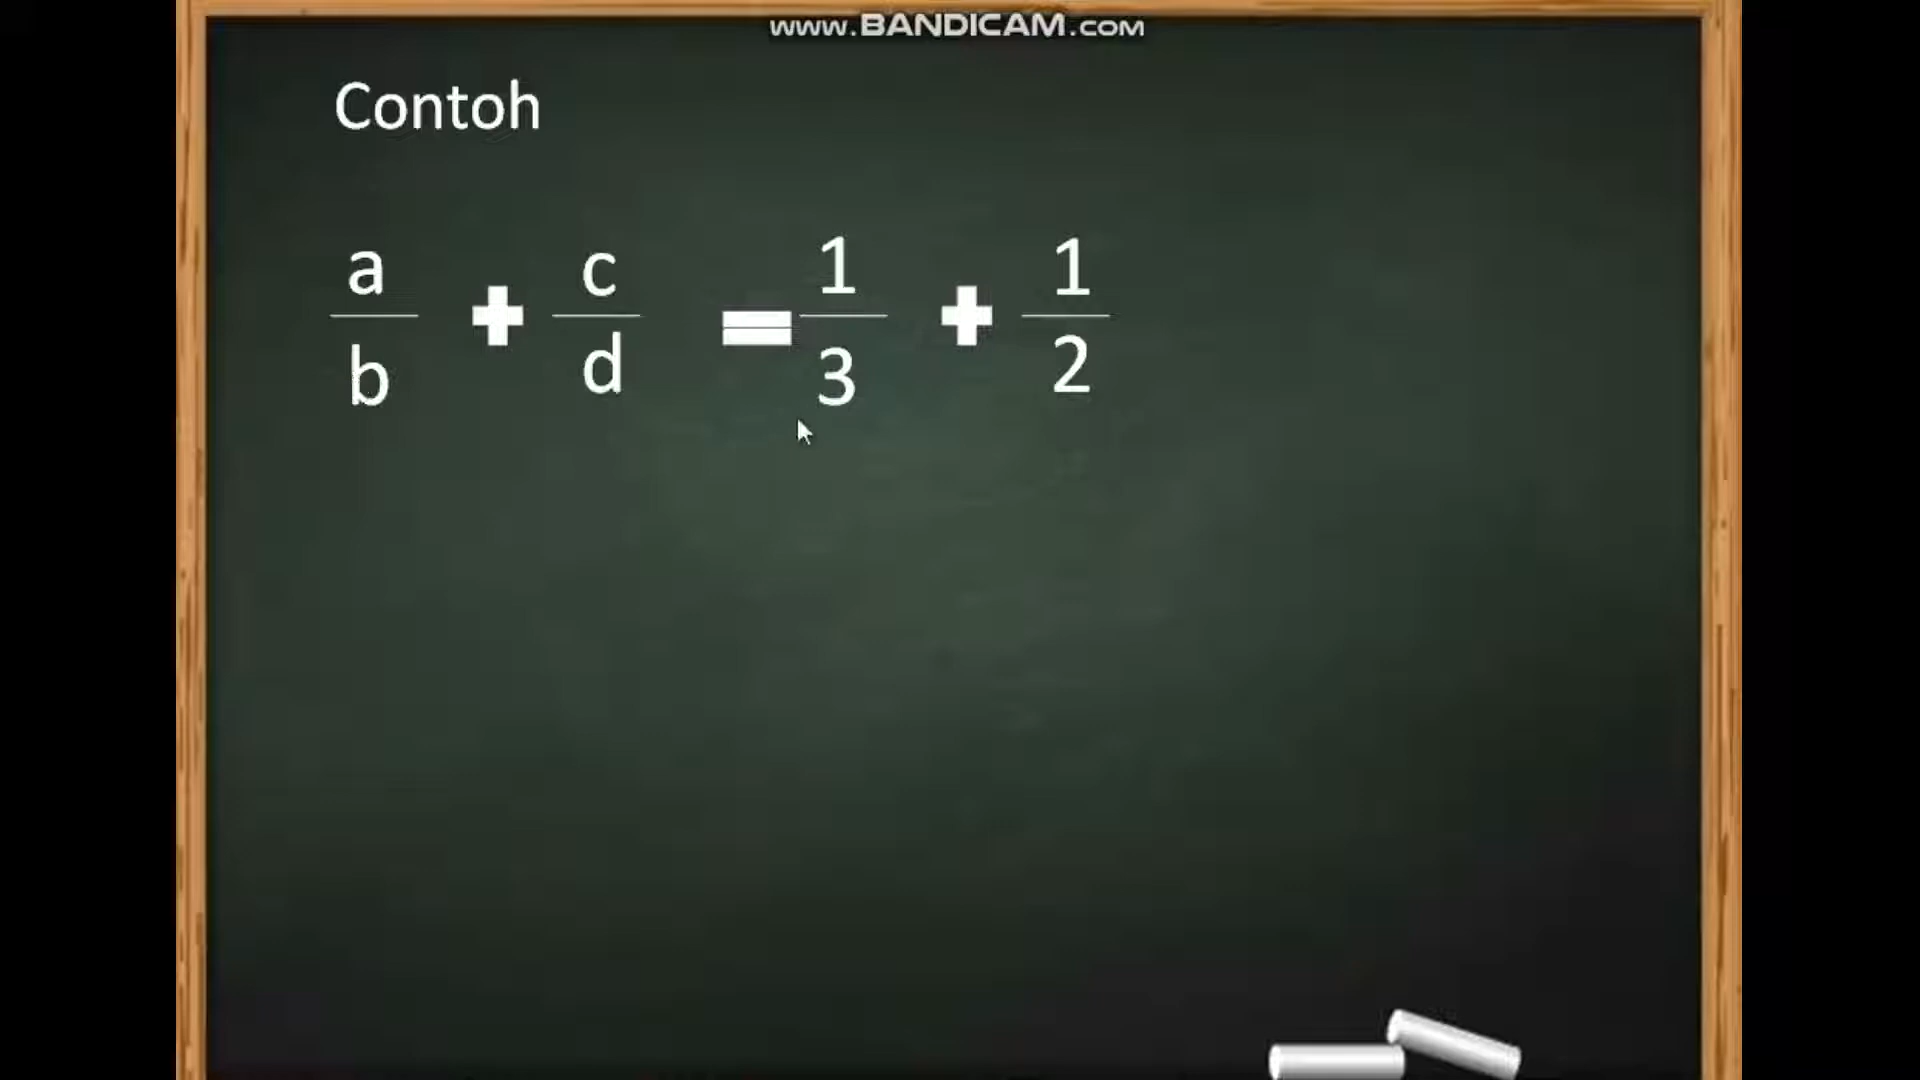 www.BANDICAM.com
Contoh
a/b + c/d = 1/3 + 1/2